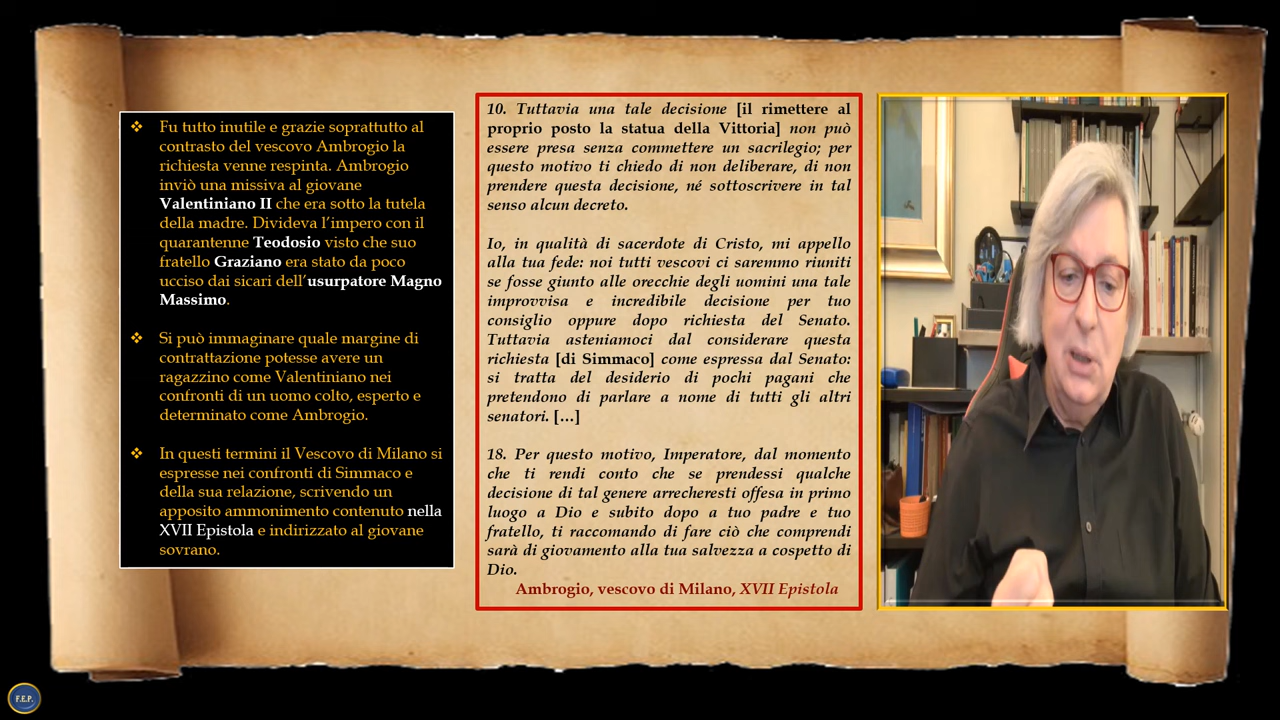 ❖ Fu tutto inutile e grazie soprattutto al
contrasto del vescovo Ambrogio la
richiesta venne respinta. Ambrogio
inviò una missiva al giovane
Valentiniano II che era sotto la tutela
della madre. Divideva l'impero con il
quarantenne Teodosio visto che suo
fratello Graziano era stato da poco
ucciso dai sicari dell'usurpatore Magno
Massimo.
❖ Si può immaginare quale margine di
contrattazione potesse avere un
ragazzino come Valentiniano nei
confronti di un uomo colto, esperto e
determinato come Ambrogio.
❖ In questi termini il Vescovo di Milano si
espresse nei confronti di Simmaco e
della sua relazione, scrivendo un
apposito ammonimento contenuto nella
XVII Epistola e indirizzato al giovane
sovrano.
10. Tuttavia una tale decisione [il rimettere al
proprio posto la statua della Vittoria] non può
essere presa senza commettere un sacrilegio; per
questo motivo ti chiedo di non deliberare, di non
prendere questa decisione, né sottoscrivere in tal
senso alcun decreto.
Io, in qualità di sacerdote di Cristo, mi appello
alla tua fede: noi tutti vescovi ci saremmo riuniti
se fosse giunto alle orecchie degli uomini una tale
improvvisa e incredibile decisione per tuo
consiglio oppure dopo richiesta del Senato.
Tuttavia asteniamoci dal considerare questa
richiesta [di Simmaco] come espressa dal Senato:
si tratta del desiderio di pochi pagani che
pretendono di parlare a nome di tutti gli altri
senatori. [...]
18. Per questo motivo, Imperatore, dal momento
che ti rendi conto che se prendessi qualche
decisione di tal genere arrecheresti offesa in primo
luogo a Dio e subito dopo a tuo padre e tuo
fratello, ti raccomando di fare ciò che comprendi
sarà di giovamento alla tua salvezza a cospetto di
Dio.
Ambrogio, vescovo di Milano, XVII Epistola
F.E.P.